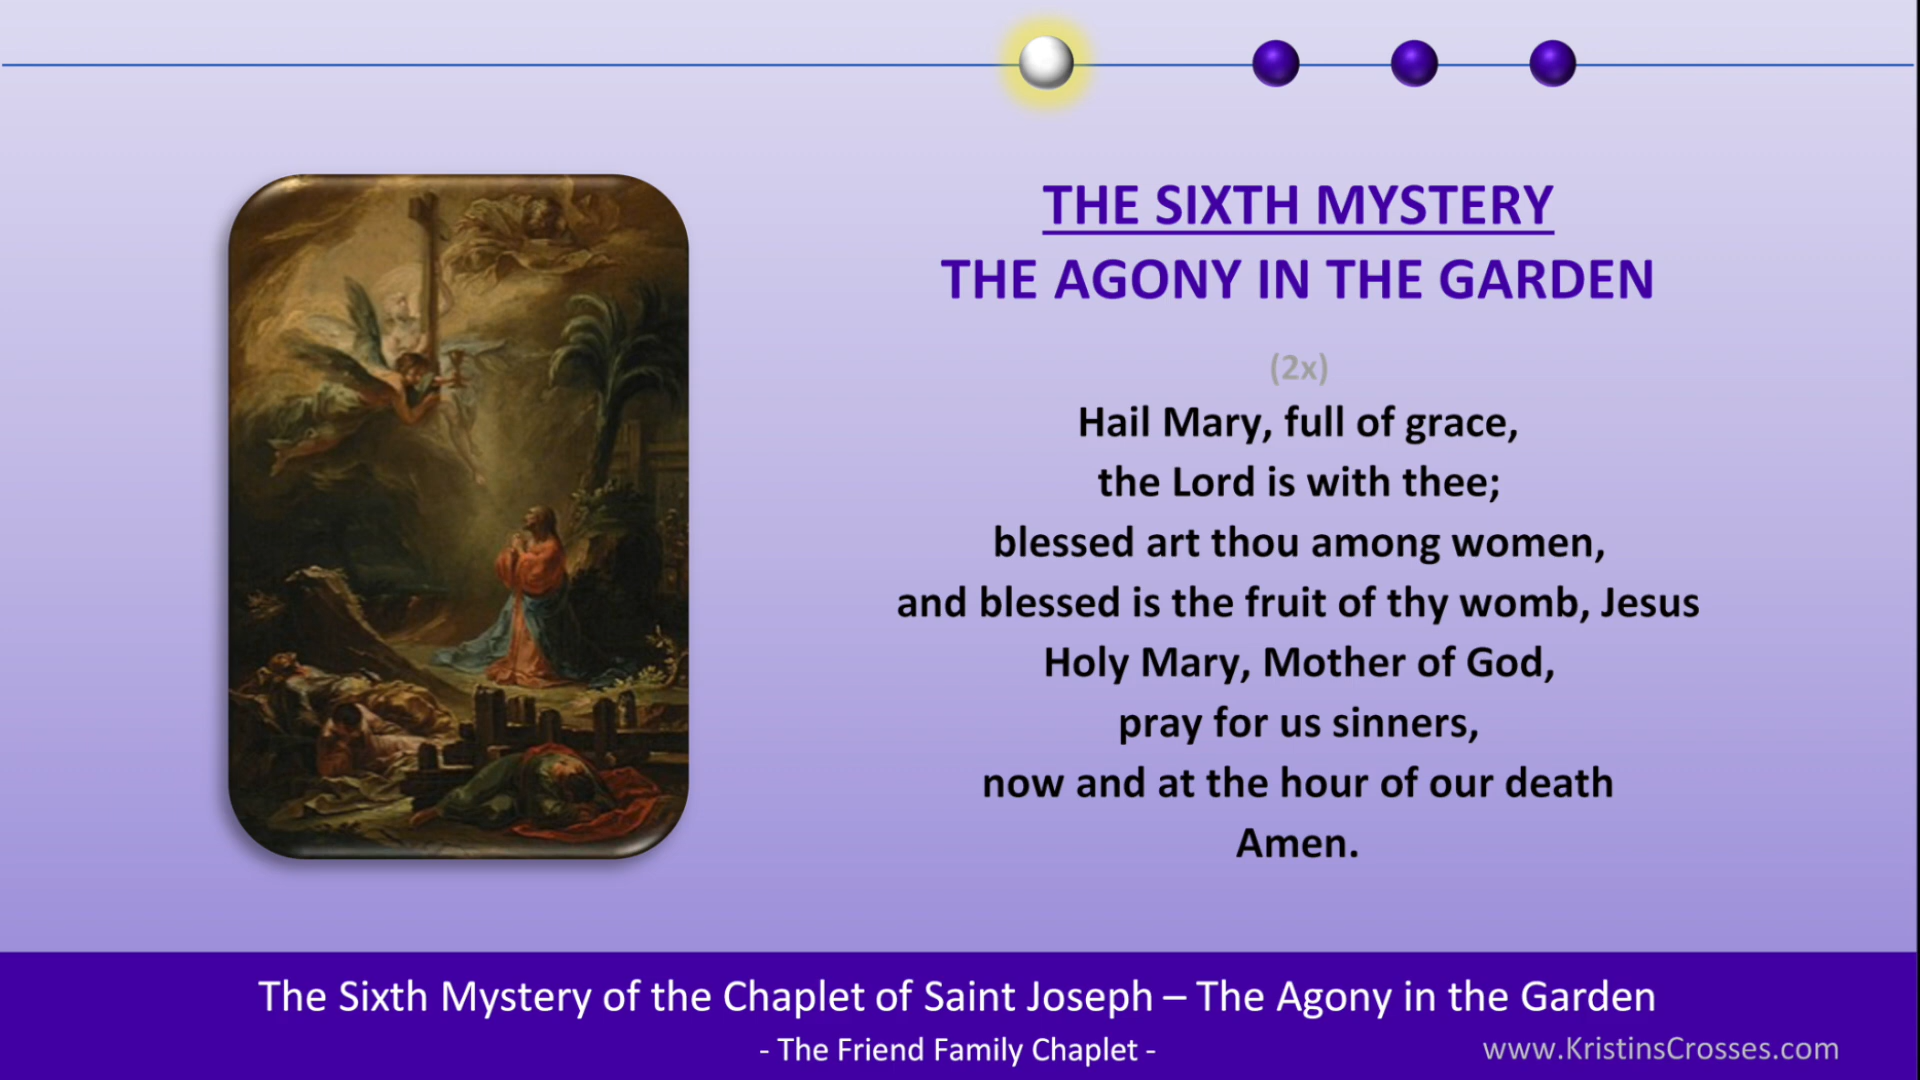 THE SIXTH MYSTERY
THE AGONY IN THE GARDEN
(2x)
Hail Mary, full of grace,
the Lord is with thee;
blessed art thou among women,
and blessed is the fruit of thy womb, Jesus
Holy Mary, Mother of God,
pray for us sinners,
now and at the hour of our death
Amen.
The Sixth Mystery of the Chaplet of Saint Joseph – The Agony in the Garden
- The Friend Family Chaplet -
www.KristinsCrosses.com